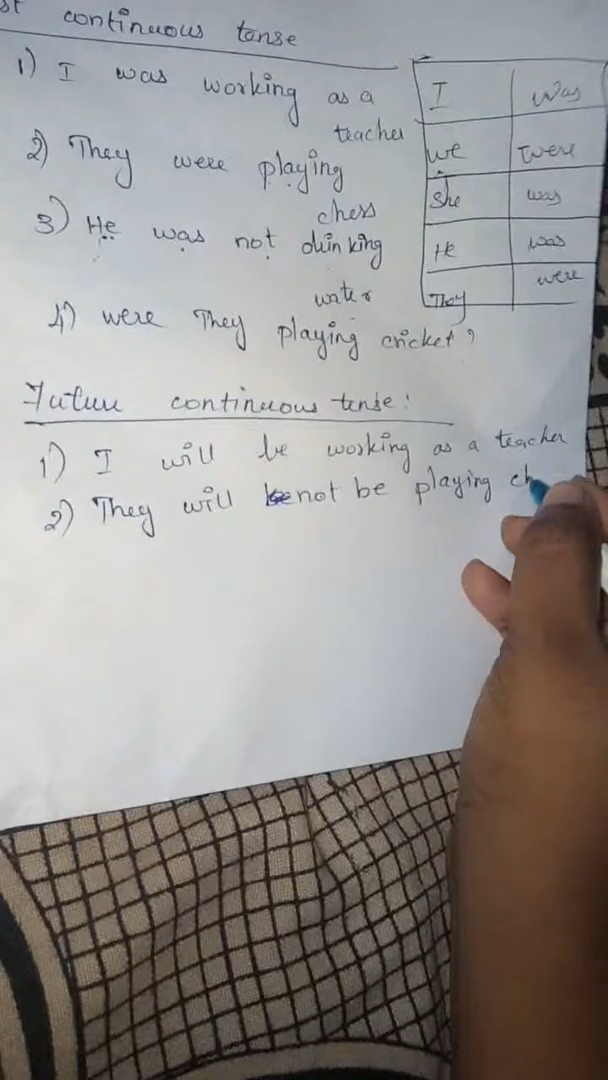 st continuous tense
1) I was working as a
teacher
2) They were playing
chess
3) He was not drinking
water
4) were They playing cricket?
I was
we were
She was
He was
They were
Future continuous tense:
1) I will be working as a teacher
2) They will not be playing ch